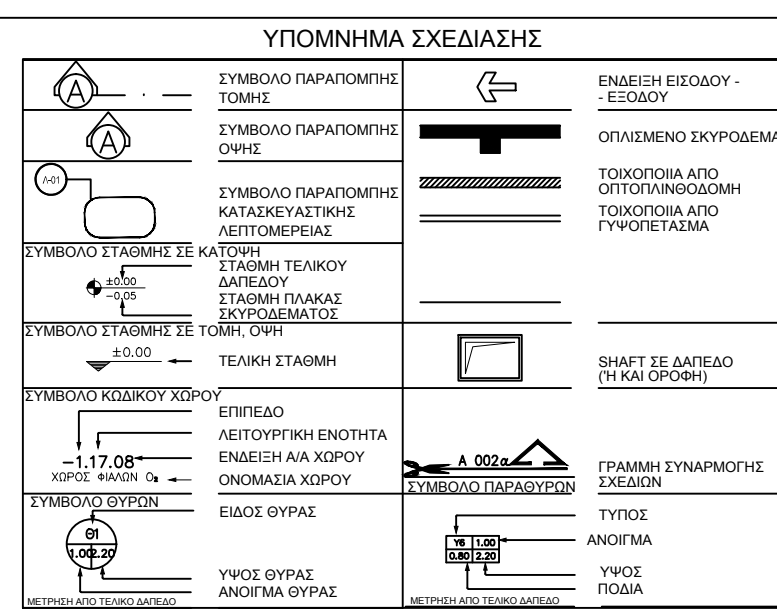 ΥΠΟΜΝΗΜΑ ΣΧΕΔΙΑΣΗΣ
Α
ΣΥΜΒΟΛΟ ΠΑΡΑΠΟΜΠΗΣ
ΤΟΜΗΣ
Α
ΣΥΜΒΟΛΟ ΠΑΡΑΠΟΜΠΗΣ
ΟΨΗΣ
Λ-01
ΣΥΜΒΟΛΟ ΠΑΡΑΠΟΜΠΗΣ
ΚΑΤΑΣΚΕΥΑΣΤΙΚΗΣ
ΛΕΠΤΟΜΕΡΕΙΑΣ
ΣΥΜΒΟΛΟ ΣΤΑΘΜΗΣ ΣΕ ΚΑΤΟΨΗ
±0.00
-0.05
ΣΤΑΘΜΗ ΤΕΛΙΚΟΥ
ΔΑΠΕΔΟΥ
ΣΤΑΘΜΗ ΠΛΑΚΑΣ
ΣΚΥΡΟΔΕΜΑΤΟΣ
ΣΥΜΒΟΛΟ ΣΤΑΘΜΗΣ ΣΕ ΤΟΜΗ, ΟΨΗ
±0.00
ΤΕΛΙΚΗ ΣΤΑΘΜΗ
ΣΥΜΒΟΛΟ ΚΩΔΙΚΟΥ ΧΩΡΟΥ
ΕΠΙΠΕΔΟ
ΛΕΙΤΟΥΡΓΙΚΗ ΕΝΟΤΗΤΑ
-1.17.08
ΕΝΔΕΙΞΗ Α/Α ΧΩΡΟΥ
ΧΩΡΟΣ ΦΙΑΛΩΝ Ο₂
ΟΝΟΜΑΣΙΑ ΧΩΡΟΥ
ΣΥΜΒΟΛΟ ΘΥΡΩΝ
ΕΙΔΟΣ ΘΥΡΑΣ
Θ1
1.00 2.20
ΥΨΟΣ ΘΥΡΑΣ
ΑΝΟΙΓΜΑ ΘΥΡΑΣ
ΜΕΤΡΗΣΗ ΑΠΟ ΤΕΛΙΚΟ ΔΑΠΕΔΟ
ΕΝΔΕΙΞΗ ΕΙΣΟΔΟΥ -
- ΕΞΟΔΟΥ
ΟΠΛΙΣΜΕΝΟ ΣΚΥΡΟΔΕΜΑ
ΤΟΙΧΟΠΟΙΙΑ ΑΠΟ
ΟΠΤΟΠΛΙΝΘΟΔΟΜΗ
ΤΟΙΧΟΠΟΙΙΑ ΑΠΟ
ΓΥΨΟΠΕΤΑΣΜΑ
SHAFT ΣΕ ΔΑΠΕΔΟ
('Η ΚΑΙ ΟΡΟΦΗ)
Α 002α
ΓΡΑΜΜΗ ΣΥΝΑΡΜΟΓΗΣ
ΣΧΕΔΙΩΝ
ΣΥΜΒΟΛΟ ΠΑΡΑΘΥΡΩΝ
ΤΥΠΟΣ
ΑΝΟΙΓΜΑ
Υ6 1.00
0.80 2.20
ΥΨΟΣ
ΠΟΔΙΑ
ΜΕΤΡΗΣΗ ΑΠΟ ΤΕΛΙΚΟ ΔΑΠΕΔΟ